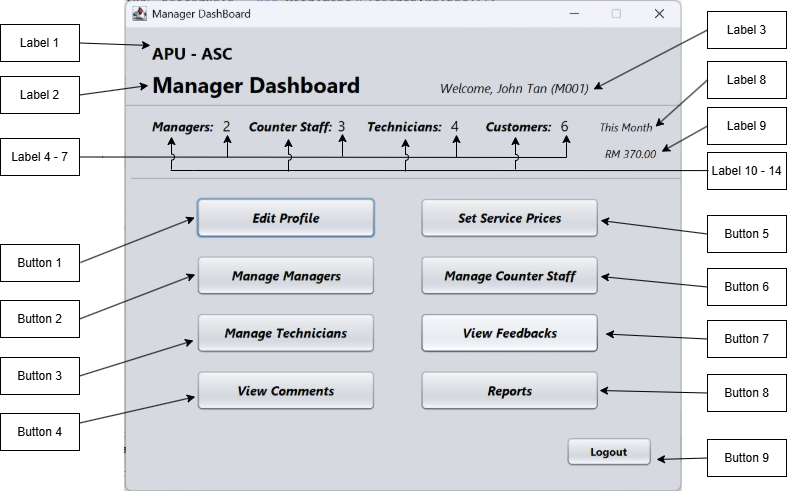 Manager DashBoard
Label 1
APU - ASC
Label 3
Label 2
Manager Dashboard
Welcome, John Tan (M001)
Label 8
Managers: 2 Counter Staff: 3 Technicians: 4 Customers: 6 This Month
Label 9
Label 4 - 7
RM 370.00
Label 10 - 14
Edit Profile
Set Service Prices
Button 1
Button 5
Manage Managers
Manage Counter Staff
Button 2
Button 6
Manage Technicians
View Feedbacks
Button 3
Button 7
View Comments
Reports
Button 4
Button 8
Logout
Button 9